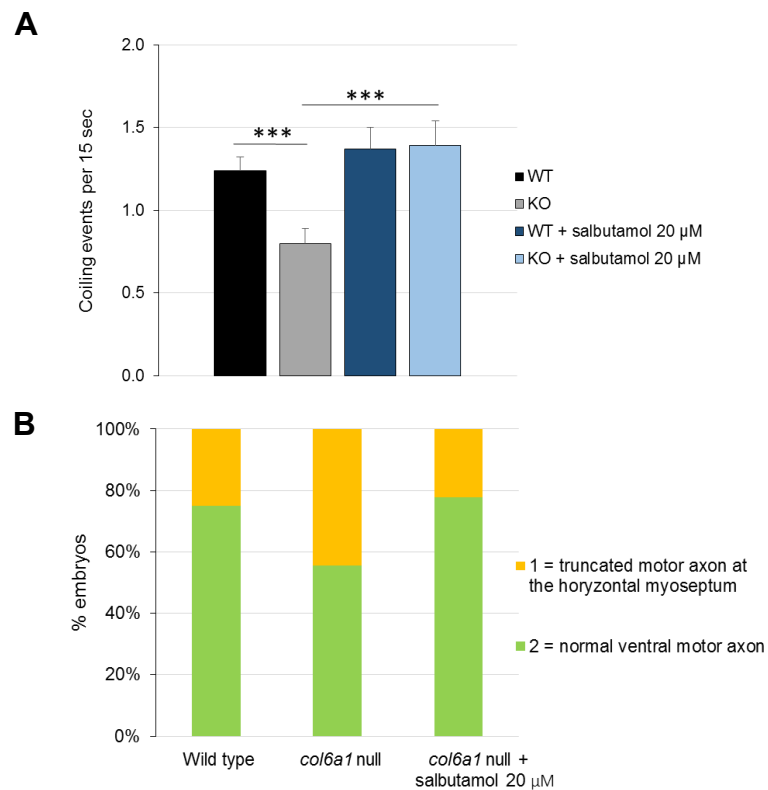 A
2.0
1.5
1.0
0.5
0.0
Coiling events per 15 sec
***
***
WT
KO
WT + salbutamol 20 µM
KO + salbutamol 20 µM
B
100%
80%
60%
40%
20%
0%
% embryos
Wild type
col6a1 null
col6a1 null +
salbutamol 20 µM
1 = truncated motor axon at
the horyzontal myoseptum
2 = normal ventral motor axon